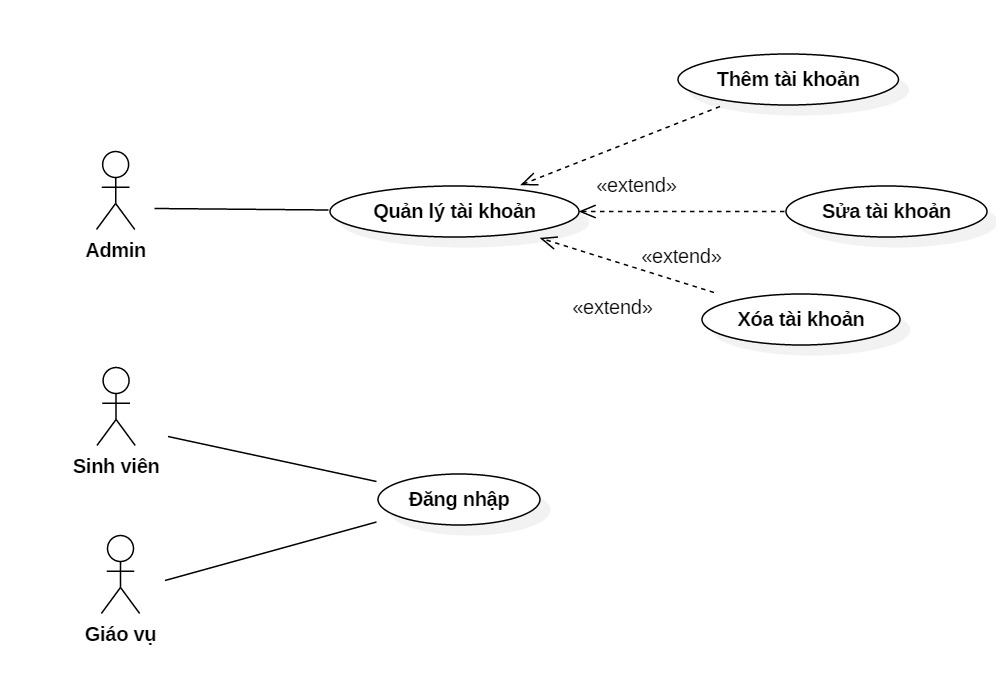 Thêm tài khoản
«extend»
Quản lý tài khoản
Sửa tài khoản
Admin
«extend»
«extend»
Xóa tài khoản
Sinh viên
Đăng nhập
Giáo vụ